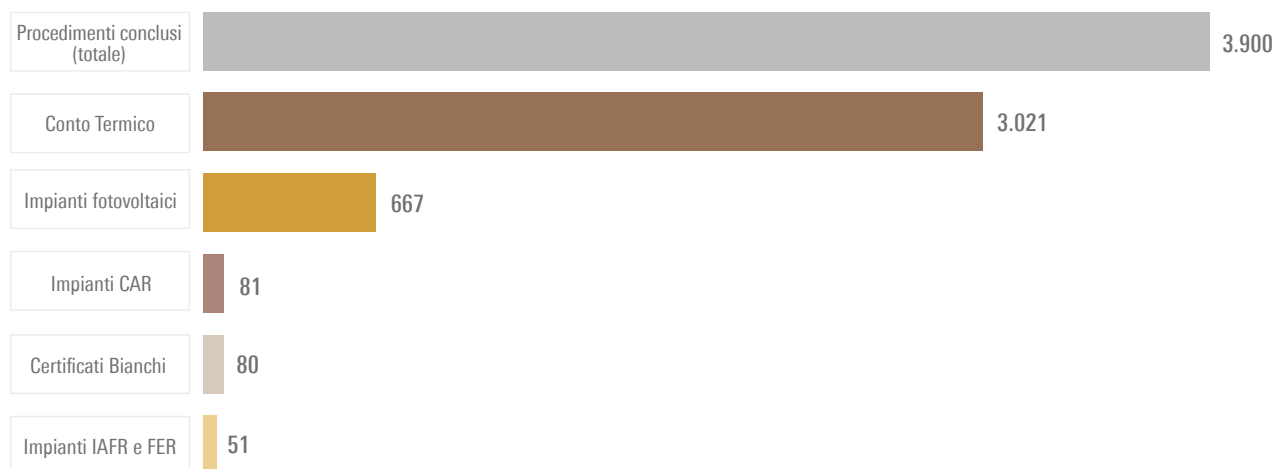 Procedimenti conclusi
(totale)
3.900
Conto Termico
3.021
Impianti fotovoltaici
667
Impianti CAR
81
Certificati Bianchi
80
Impianti IAFR e FER
51